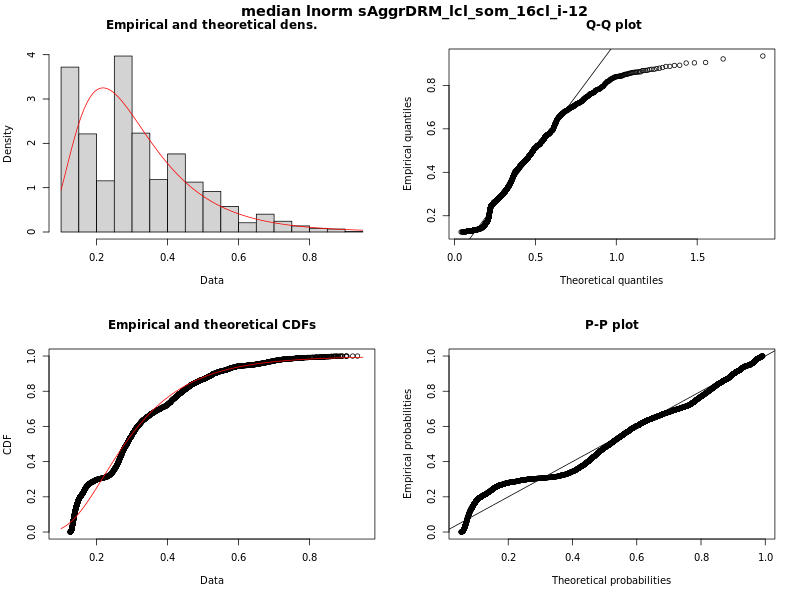 median lnorm sAggrDRM_lcl_som_16cl_i-12
Empirical and theoretical dens.
Density
0 1 2 3 4
0.2 0.4 0.6 0.8
Data
Q-Q plot
Empirical quantiles
0.2 0.4 0.6 0.8
0.0 0.5 1.0 1.5
Theoretical quantiles
Empirical and theoretical CDFs
CDF
0.0 0.2 0.4 0.6 0.8 1.0
0.2 0.4 0.6 0.8
Data
P-P plot
Empirical probabilities
0.0 0.2 0.4 0.6 0.8 1.0
0.2 0.4 0.6 0.8 1.0
Theoretical probabilities